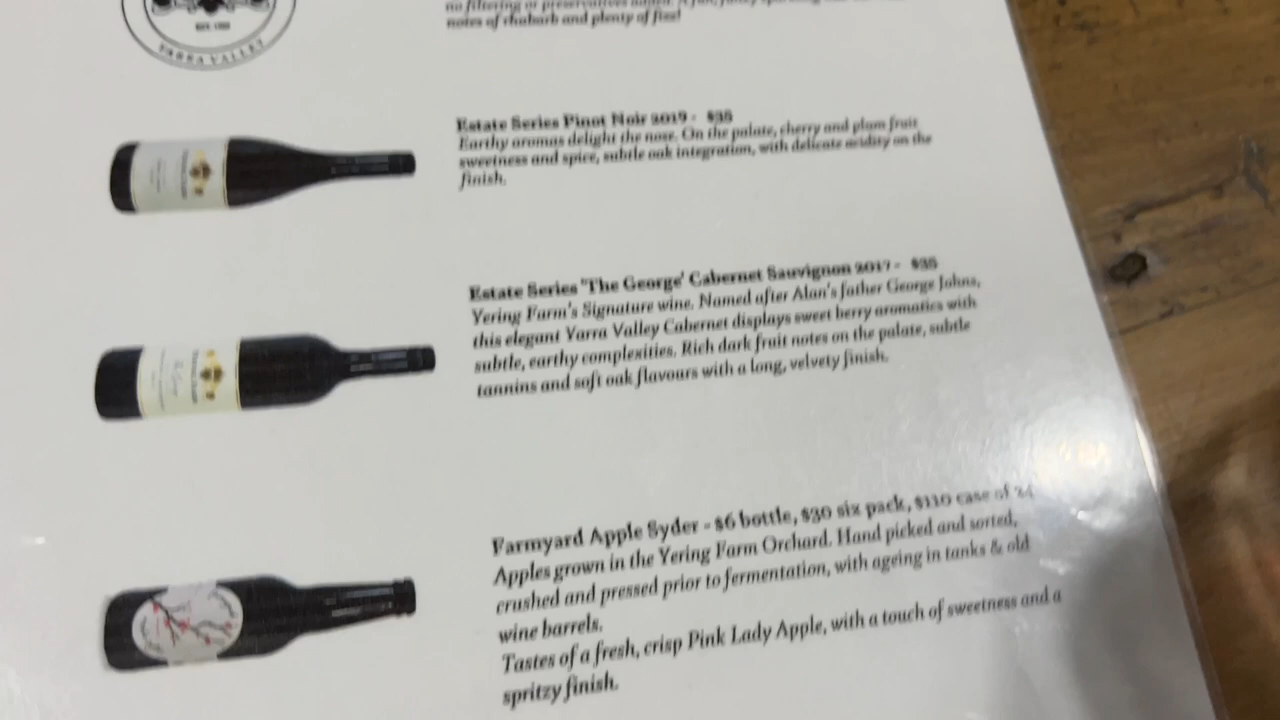 YARRA VALLEY
no filtering or preservatives added. A fun,
notes of rhubarb and plenty of fizz!
Estate Series Pinot Noir 2019 - $38
Earthy aromas delight the nose. On the palate, cherry and plum fruit
sweetness and spice, subtle oak integration, with delicate acidity on the
finish.
Estate Series 'The George' Cabernet Sauvignon 2017 - $38
Yering Farm's Signature wine. Named after Alan's father George Johns,
this elegant Yarra Valley Cabernet displays sweet berry aromatics with
subtle, earthy complexities. Rich dark fruit notes on the palate, subtle
tannins and soft oak flavours with a long, velvety finish.
Farmyard Apple Syder - $6 bottle, $30 six pack, $110 case of 24
Apples grown in the Yering Farm Orchard. Hand picked and sorted,
crushed and pressed prior to fermentation, with ageing in tanks & old
wine barrels.
Tastes of a fresh, crisp Pink Lady Apple, with a touch of sweetness and a
spritzy finish.